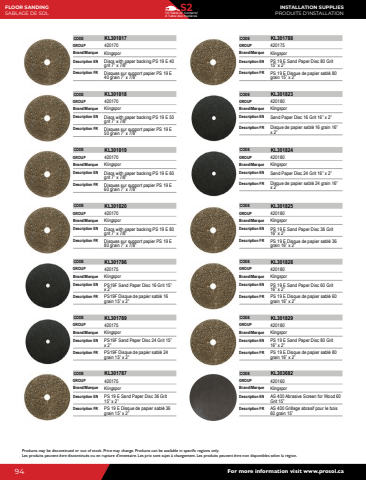 FLOOR SANDING
SABLAGE DE SOL
S2
INSTALLATION SUPPLIES
PRODUITS D'INSTALLATION
CODE KL301817
GROUP 420170
Brand/Marque Klingspor
Description EN Discs with paper backing PS 19 E 40
grit 7" x 7/8"
Description FR Disques sur support papier PS 19 E
40 grain 7" x 7/8"
CODE KL301818
GROUP 420170
Brand/Marque Klingspor
Description EN Discs with paper backing PS 19 E 50
grit 7" x 7/8"
Description FR Disques sur support papier PS 19 E
50 grain 7" x 7/8"
CODE KL301819
GROUP 420170
Brand/Marque Klingspor
Description EN Discs with paper backing PS 19 E 60
grit 7" x 7/8"
Description FR Disques sur support papier PS 19 E
60 grain 7" x 7/8"
CODE KL301820
GROUP 420170
Brand/Marque Klingspor
Description EN Discs with paper backing PS 19 E 80
grit 7" x 7/8"
Description FR Disques sur support papier PS 19 E
80 grain 7" x 7/8"
CODE KL301786
GROUP 420175
Brand/Marque Klingspor
Description EN PS19F Sand Paper Disc 16 Grit 15"
x 2"
Description FR PS19F Disque de papier sablé 16
grain 15" x 2"
CODE KL301789
GROUP 420175
Brand/Marque Klingspor
Description EN PS19F Sand Paper Disc 24 Grit 15"
x 2"
Description FR PS19F Disque de papier sablé 24
grain 15" x 2"
CODE KL301787
GROUP 420175
Brand/Marque Klingspor
Description EN PS 19 E Sand Paper Disc 36 Grit
15" x 2"
Description FR PS 19 E Disque de papier sablé 36
grain 15" x 2"
CODE KL301788
GROUP 420175
Brand/Marque Klingspor
Description EN PS 19 E Sand Paper Disc 80 Grit
15" x 2"
Description FR PS 19 E Disque de papier sablé 80
grain 15" x 2"
CODE KL301823
GROUP 420180
Brand/Marque Klingspor
Description EN Sand Paper Disc 16 Grit 16" x 2"
Description FR Disque de papier sablé 16 grain 16"
x 2"
CODE KL301824
GROUP 420180
Brand/Marque Klingspor
Description EN Sand Paper Disc 24 Grit 16" x 2"
Description FR Disque de papier sablé 24 grain 16"
x 2"
CODE KL301825
GROUP 420180
Brand/Marque Klingspor
Description EN PS 19 E Sand Paper Disc 36 Grit
16" x 2"
Description FR PS 19 E Disque de papier sablé 36
grain 16" x 2"
CODE KL301828
GROUP 420180
Brand/Marque Klingspor
Description EN PS 19 E Sand Paper Disc 60 Grit
16" x 2"
Description FR PS 19 E Disque de papier sablé 60
grain 16" x 2"
CODE KL301829
GROUP 420180
Brand/Marque Klingspor
Description EN PS 19 E Sand Paper Disc 80 Grit
16" x 2"
Description FR PS 19 E Disque de papier sablé 80
grain 16" x 2"
CODE KL303682
GROUP 420160
Brand/Marque Klingspor
Description EN AS 400 Abrasive Screen for Wood 60
Grit 15"
Description FR AS 400 Grillage abrasif pour le bois
60 grain 15"
Products may be discontinued or out of stock. Price may change. Products can be available in specific regions only.
Les produits peuvent être discontinués ou en rupture d'inventaire. Les prix sont sujet à changement. Les produits peuvent être non disponibles selon la région.
94
For more information visit www.prosol.ca